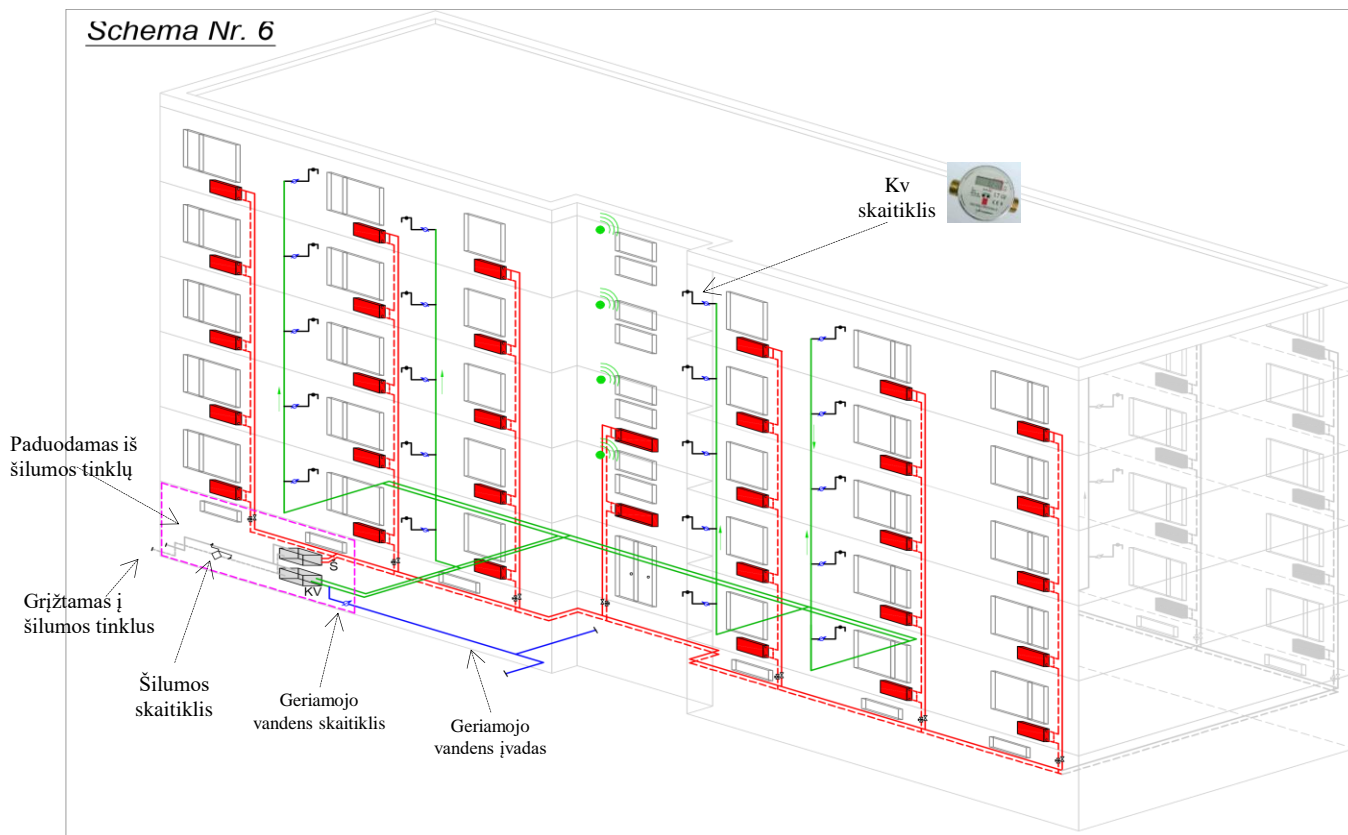 Schema Nr. 6
Kv
skaitiklis
Paduodamas iš
šilumos tinklų
Grįžtamas į
šilumos tinklus
Š
KV
Šilumos
skaitiklis
Geriamojo
vandens skaitiklis
Geriamojo
vandens įvadas